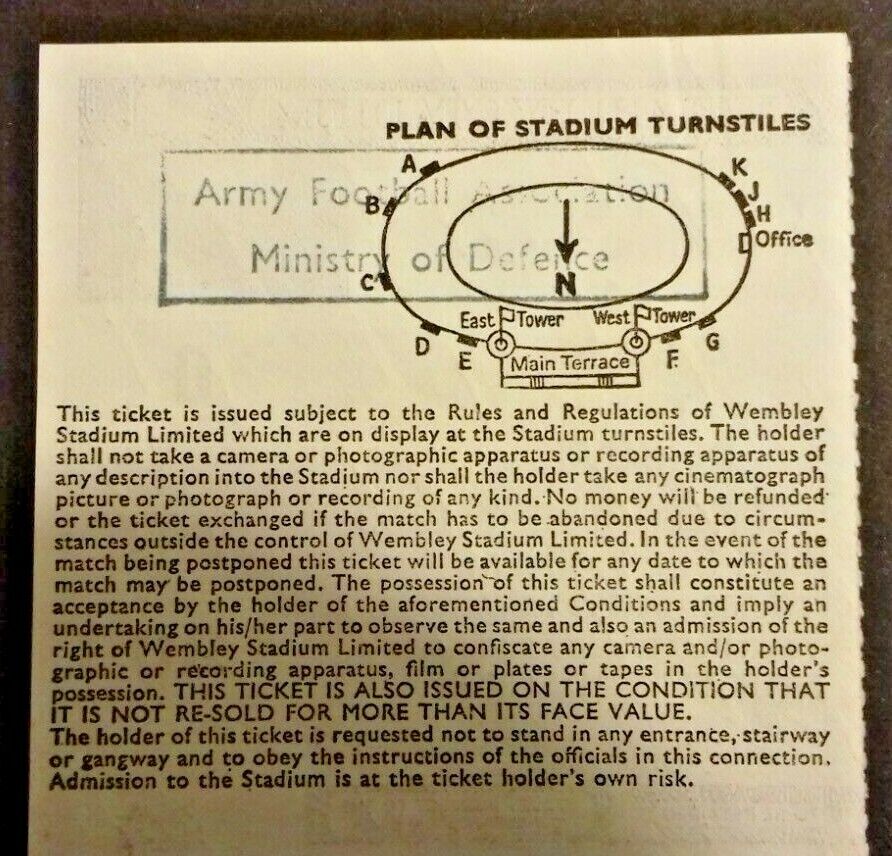 PLAN OF STADIUM TURNSTILES
Army Football Association
Ministry of Defence
A
B
C
D
E
K
J
H
Office
G
F
N
East Tower
West Tower
Main Terrace
This ticket is issued subject to the Rules and Regulations of Wembley
Stadium Limited which are on display at the Stadium turnstiles. The holder
shall not take a camera or photographic apparatus or recording apparatus of
any description into the Stadium nor shall the holder take any cinematograph
picture or photograph or recording of any kind. No money will be refunded
or the ticket exchanged if the match has to be abandoned due to circum-
stances outside the control of Wembley Stadium Limited. In the event of the
match being postponed this ticket will be available for any date to which the
match may be postponed. The possession of this ticket shall constitute an
acceptance by the holder of the aforementioned Conditions and imply an
undertaking on his/her part to observe the same and also an admission of the
right of Wembley Stadium Limited to confiscate any camera and/or photo-
graphic or recording apparatus, film or plates or tapes in the holder's
possession. THIS TICKET IS ALSO ISSUED ON THE CONDITION THAT
IT IS NOT RE-SOLD FOR MORE THAN ITS FACE VALUE.
The holder of this ticket is requested not to stand in any entrance, stairway
or gangway and to obey the instructions of the officials in this connection.
Admission to the Stadium is at the ticket holder's own risk.